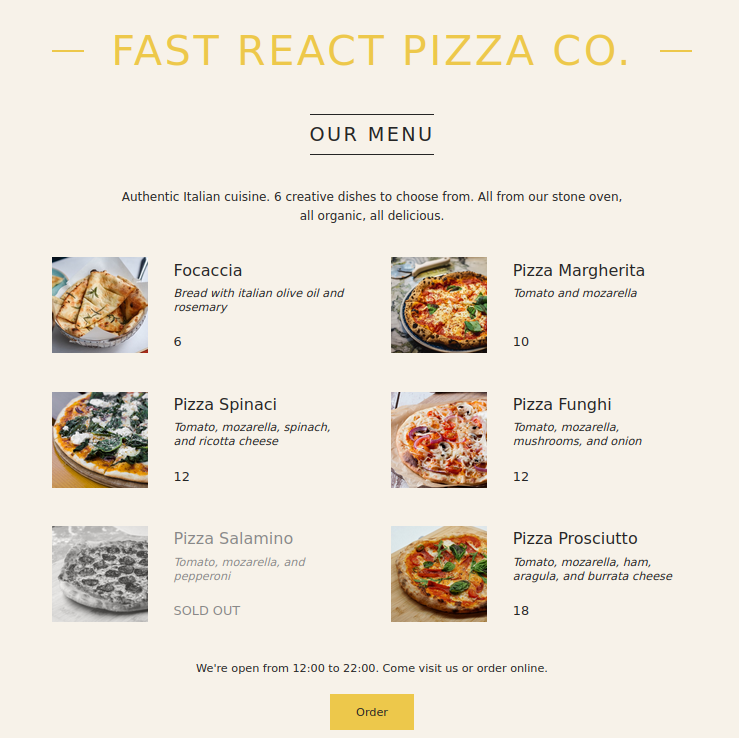 FAST REACT PIZZA CO.
OUR MENU
Authentic Italian cuisine. 6 creative dishes to choose from. All from our stone oven,
all organic, all delicious.
Focaccia
Bread with italian olive oil and
rosemary
6
Pizza Margherita
Tomato and mozarella
10
Pizza Spinaci
Tomato, mozarella, spinach,
and ricotta cheese
12
Pizza Funghi
Tomato, mozarella,
mushrooms, and onion
12
Pizza Salamino
Tomato, mozarella, and
pepperoni
SOLD OUT
Pizza Prosciutto
Tomato, mozarella, ham,
aragula, and burrata cheese
18
We're open from 12:00 to 22:00. Come visit us or order online.
Order